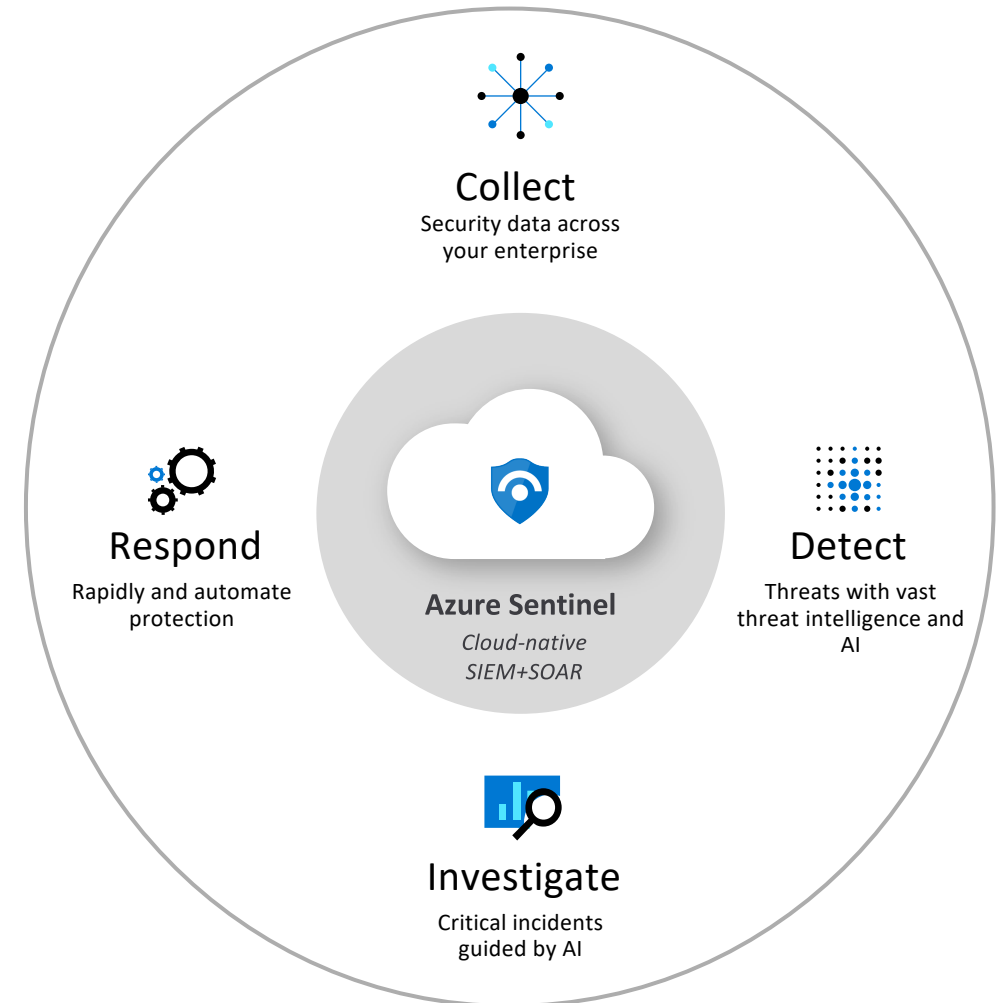 Collect
Security data across
your enterprise
Respond
Rapidly and automate
protection
Azure Sentinel
Cloud-native
SIEM+SOAR
Detect
Threats with vast
threat intelligence and
AI
Investigate
Critical incidents
guided by AI